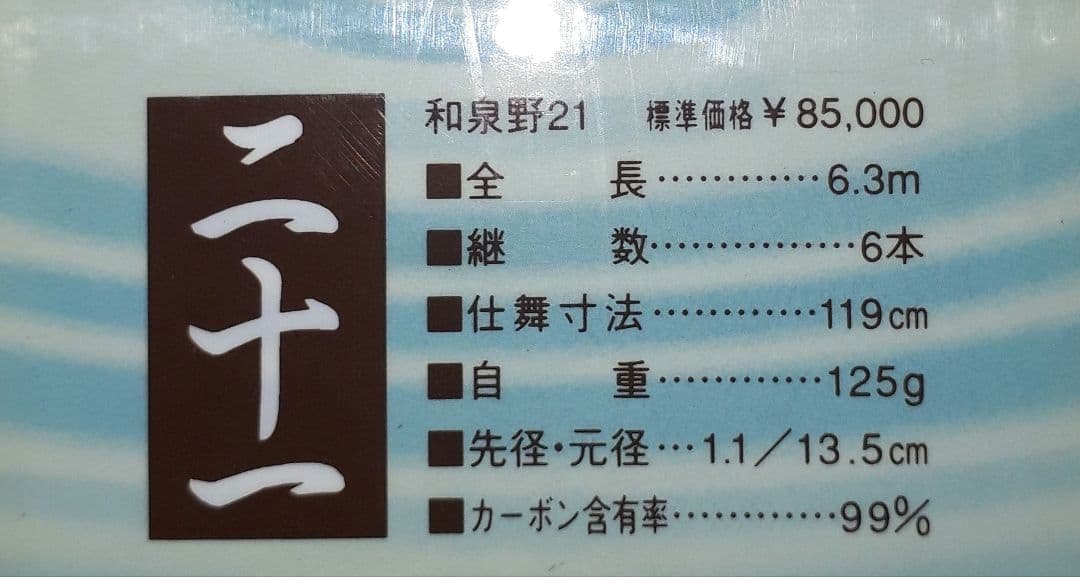 二十一
和泉野21 標準価格 ¥85,000
■全長…………6.3m
■継数……………6本
■仕舞寸法…………119cm
■自重…………125g
■先径・元径…1.1／13.5cm
■カーボン含有率…………99%